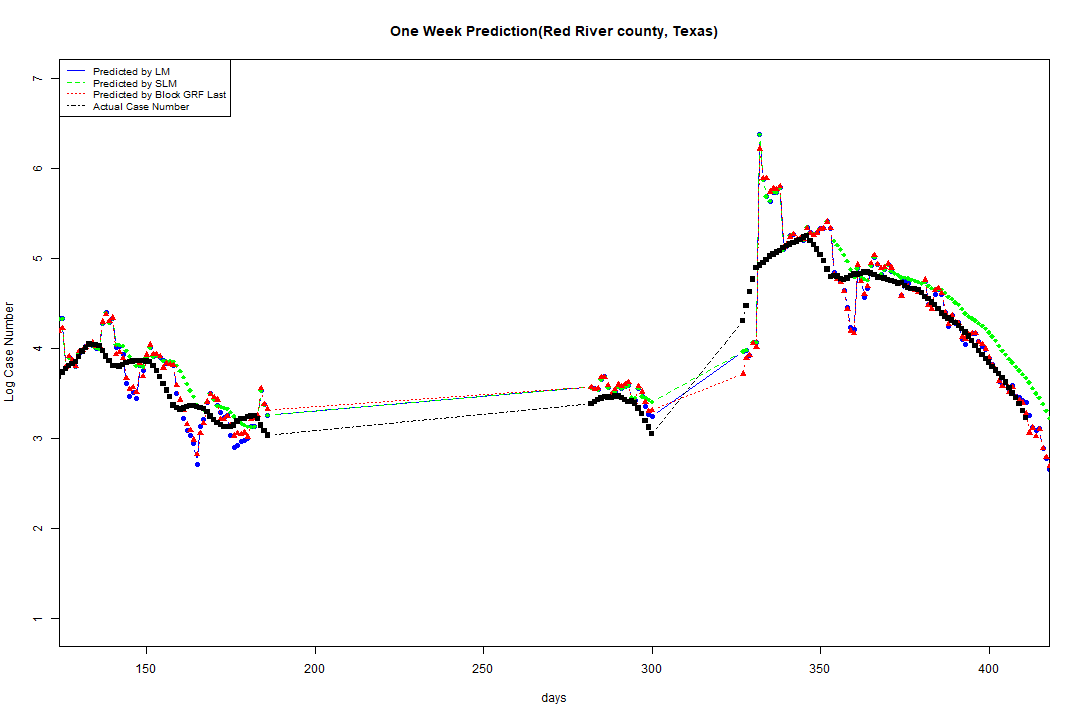 One Week Prediction(Red River county, Texas)
Predicted by LM
Predicted by SLM
Predicted by Block GRF Last
Actual Case Number
7
6
5
4
3
2
1
Log Case Number
150 200 250 300 350 400
days